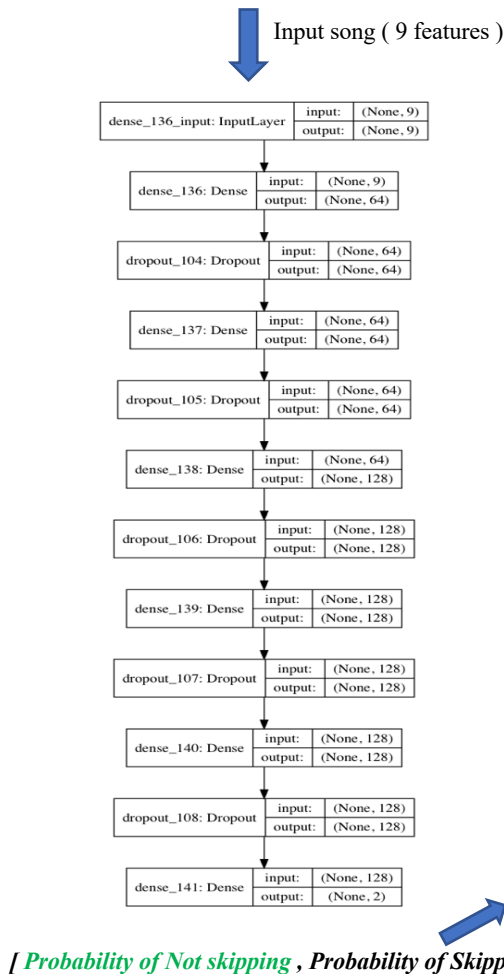 Input song ( 9 features )
dense_136_input: InputLayer input: (None, 9)
output: (None, 9)
dense_136: Dense input: (None, 9)
output: (None, 64)
dropout_104: Dropout input: (None, 64)
output: (None, 64)
dense_137: Dense input: (None, 64)
output: (None, 64)
dropout_105: Dropout input: (None, 64)
output: (None, 64)
dense_138: Dense input: (None, 64)
output: (None, 128)
dropout_106: Dropout input: (None, 128)
output: (None, 128)
dense_139: Dense input: (None, 128)
output: (None, 128)
dropout_107: Dropout input: (None, 128)
output: (None, 128)
dense_140: Dense input: (None, 128)
output: (None, 128)
dropout_108: Dropout input: (None, 128)
output: (None, 128)
dense_141: Dense input: (None, 128)
output: (None, 2)
[ Probability of Not skipping , Probability of